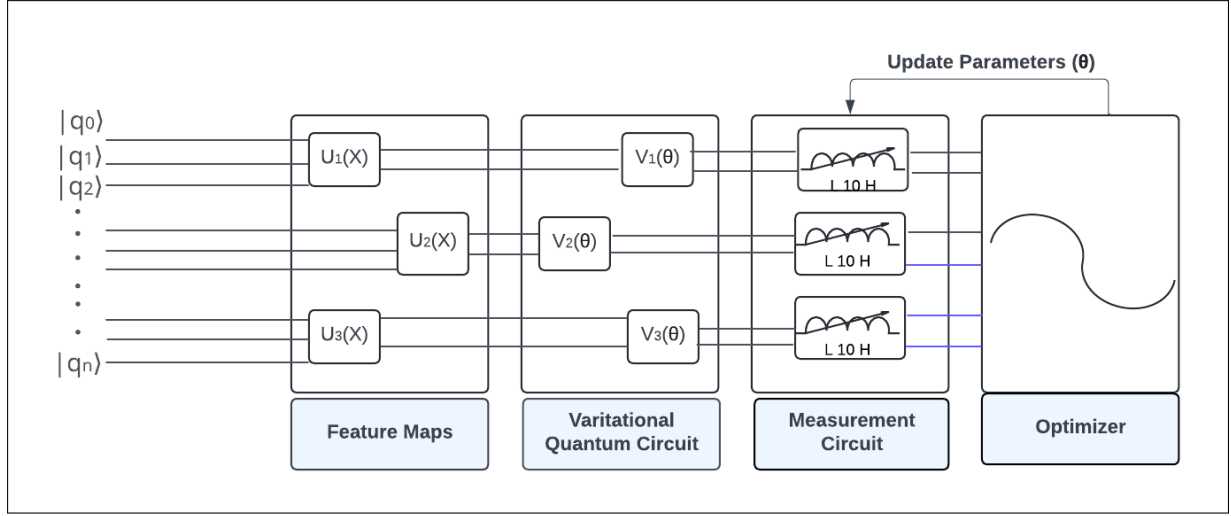 Update Parameters (θ)
|q0⟩
|q1⟩
|q2⟩
|qn⟩
U1(X)
U2(X)
U3(X)
V1(θ)
V2(θ)
V3(θ)
L 10 H
L 10 H
L 10 H
Feature Maps
Varitational
Quantum Circuit
Measurement
Circuit
Optimizer